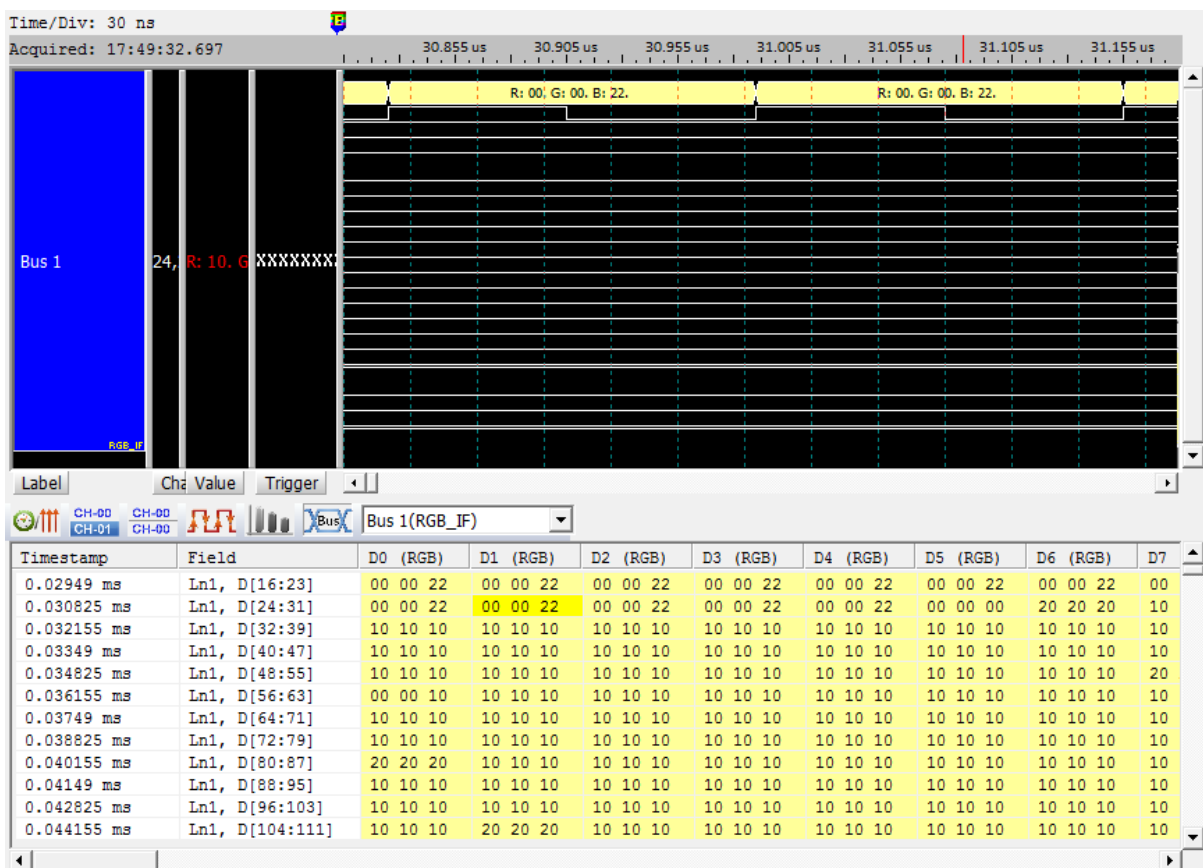 Time/Div: 30 ns
Acquired: 17:49:32.697
30.855 us 30.905 us 30.955 us 31.005 us 31.055 us 31.105 us 31.155 us
R: 00. G: 00. B: 22. R: 00. G: 00. B: 22.
Bus 1 24, R: 10. G XXXXXXX
RGB_IF
Label Cha Value Trigger
CH-00 CH-00
CH-01 CH-00
Bus Bus 1(RGB_IF)
Timestamp Field D0 (RGB) D1 (RGB) D2 (RGB) D3 (RGB) D4 (RGB) D5 (RGB) D6 (RGB) D7
0.02949 ms Ln1, D[16:23] 00 00 22 00 00 22 00 00 22 00 00 22 00 00 22 00 00 22 00 00 22 00
0.030825 ms Ln1, D[24:31] 00 00 22 00 00 22 00 00 22 00 00 22 00 00 22 00 00 00 20 20 20 10
0.032155 ms Ln1, D[32:39] 10 10 10 10 10 10 10 10 10 10 10 10 10 10 10 10 10 10 10 10 10 10
0.03349 ms Ln1, D[40:47] 10 10 10 10 10 10 10 10 10 10 10 10 10 10 10 10 10 10 10 10 10 10
0.034825 ms Ln1, D[48:55] 10 10 10 10 10 10 10 10 10 10 10 10 10 10 10 10 10 10 10 10 10 20
0.036155 ms Ln1, D[56:63] 00 00 10 10 10 10 10 10 10 10 10 10 10 10 10 10 10 10 10 10 10 10
0.03749 ms Ln1, D[64:71] 10 10 10 10 10 10 10 10 10 10 10 10 10 10 10 10 10 10 10 10 10 10
0.038825 ms Ln1, D[72:79] 10 10 10 10 10 10 10 10 10 10 10 10 10 10 10 10 10 10 10 10 10 10
0.040155 ms Ln1, D[80:87] 20 20 20 10 10 10 10 10 10 10 10 10 10 10 10 10 10 10 10 10 10 10
0.04149 ms Ln1, D[88:95] 10 10 10 10 10 10 10 10 10 10 10 10 10 10 10 10 10 10 10 10 10 10
0.042825 ms Ln1, D[96:103] 10 10 10 10 10 10 10 10 10 10 10 10 10 10 10 10 10 10 10 10 10 10
0.044155 ms Ln1, D[104:111] 10 10 10 20 20 20 10 10 10 10 10 10 10 10 10 10 10 10 10 10 10 10